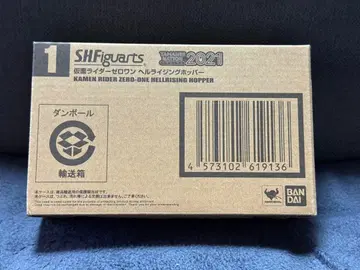 1
S.H.Figuarts
TAMASHII NATION 2021
仮面ライダーゼロワン ヘルライジングホッパー
KAMEN RIDER ZERO-ONE HELLRISING HOPPER
ダンボール
輸送箱
4 573102 619136
BAN
DAI